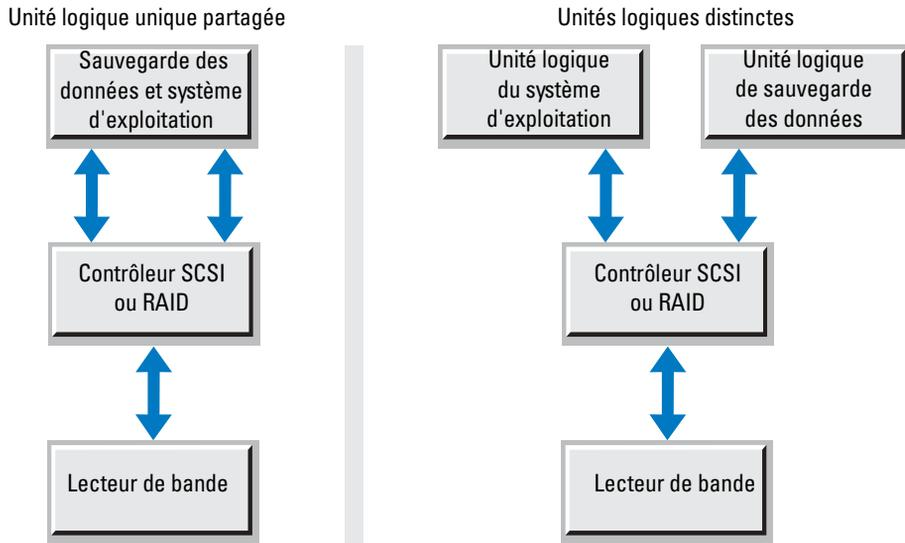 Unité logique unique partagée
Sauvegarde des
données et système
d'exploitation
Contrôleur SCSI
ou RAID
Lecteur de bande
Unités logiques distinctes
Unité logique
du système
d'exploitation
Unité logique
de sauvegarde
des données
Contrôleur SCSI
ou RAID
Lecteur de bande